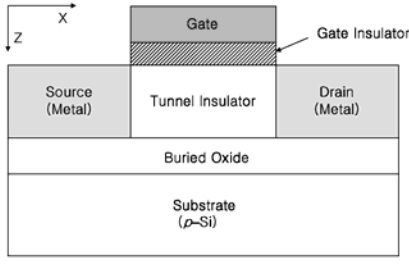 X
Z
Gate
Gate Insulator
Source
(Metal)
Tunnel Insulator
Drain
(Metal)
Buried Oxide
Substrate
(p-Si)